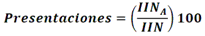 Presentaciones = (IIN_A / IIN) 100